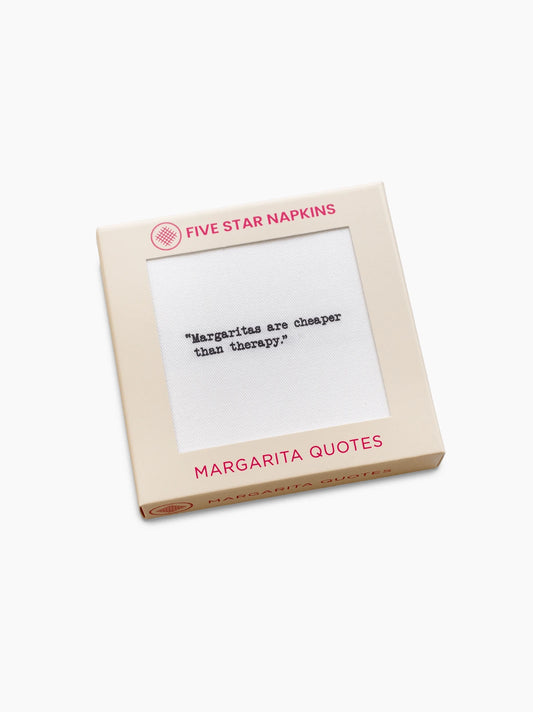 FIVE STAR NAPKINS
“Margaritas are cheaper
than therapy.”
MARGARITA QUOTES
MARGARITA QUOTES